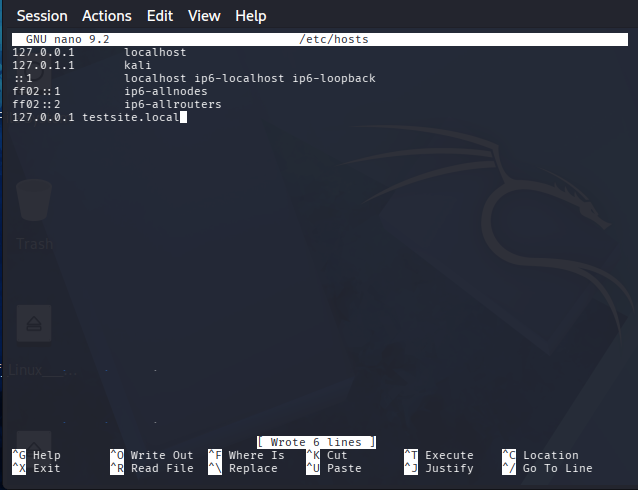 Session Actions Edit View Help
GNU nano 9.2 /etc/hosts
127.0.0.1 localhost
127.0.1.1 kali
::1 localhost ip6-localhost ip6-loopback
ff02::1 ip6-allnodes
ff02::2 ip6-allrouters
127.0.0.1 testsite.local
Trash
Linux___
[ Wrote 6 lines ]
^G Help ^O Write Out ^F Where Is ^K Cut ^T Execute ^C Location
^X Exit ^R Read File ^\ Replace ^U Paste ^J Justify ^/ Go To Line